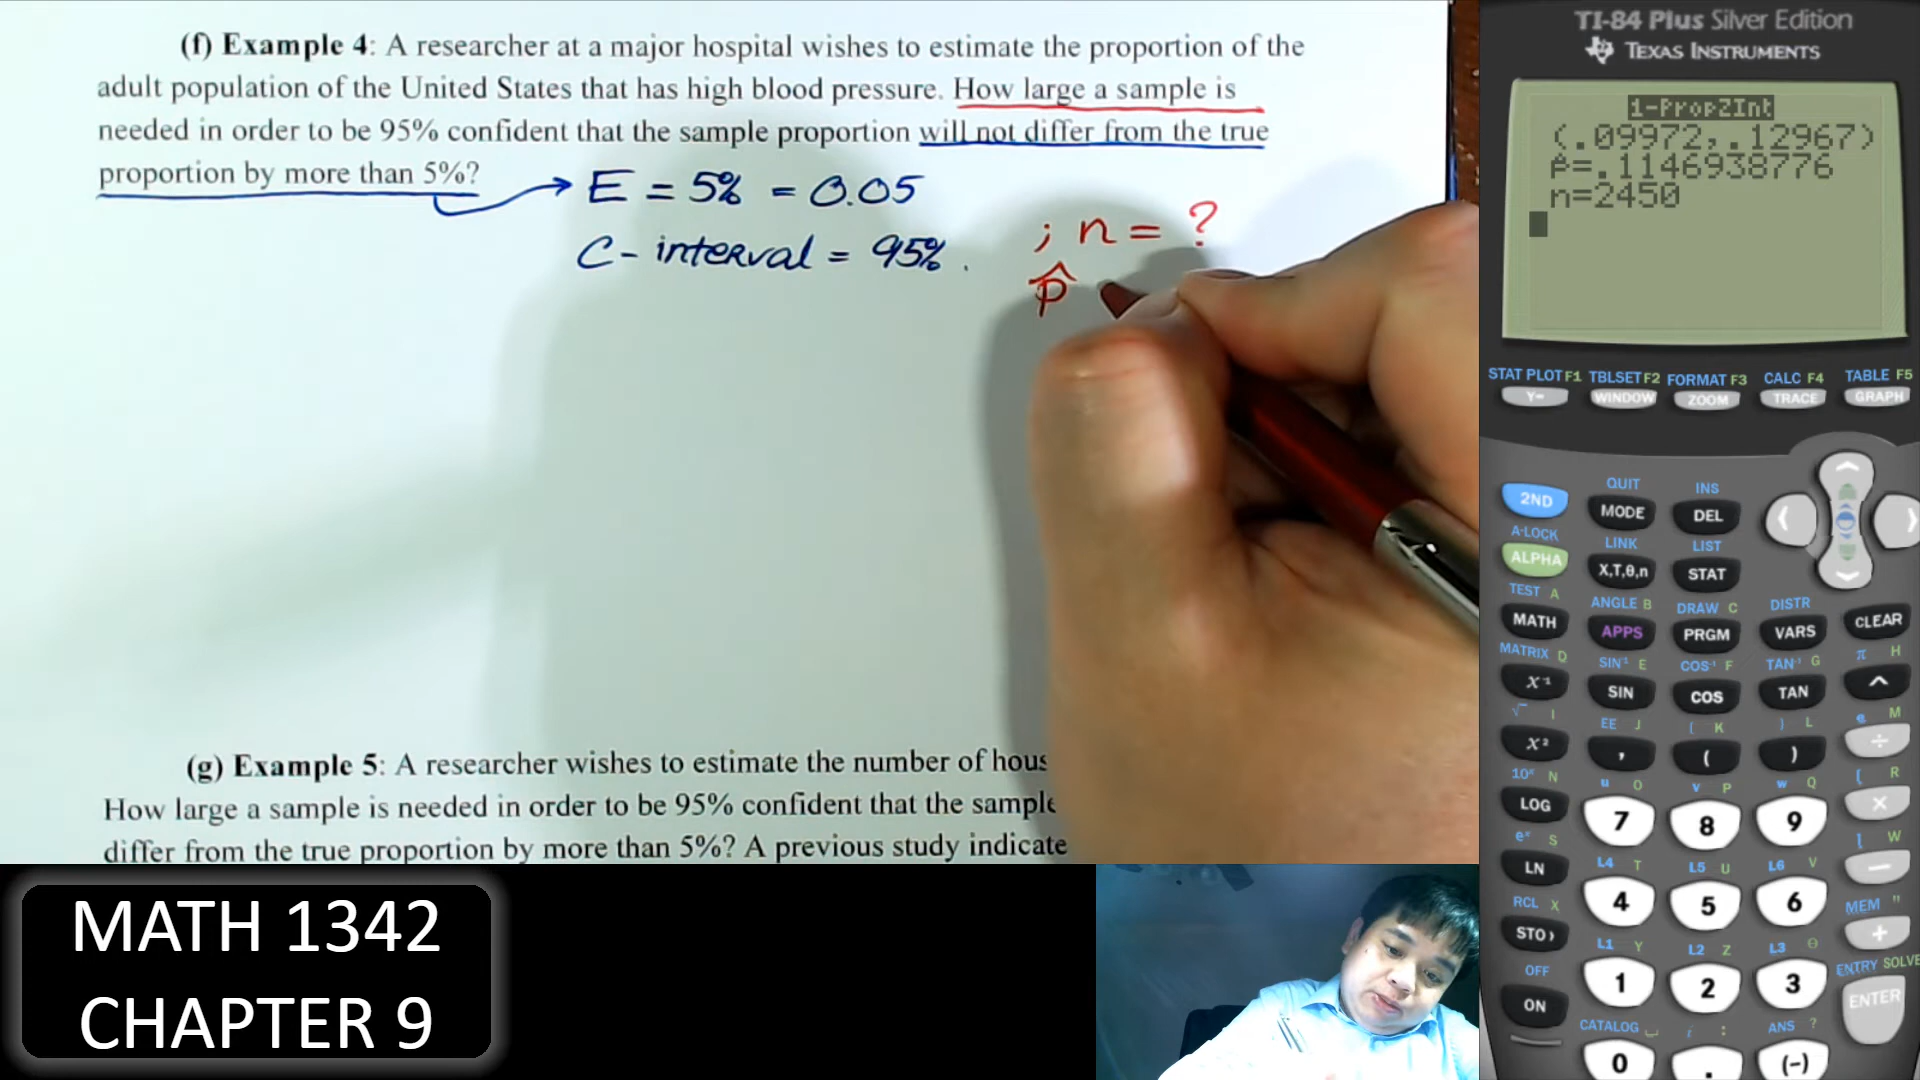 (f) Example 4: A researcher at a major hospital wishes to estimate the proportion of the
adult population of the United States that has high blood pressure. How large a sample is
needed in order to be 95% confident that the sample proportion will not differ from the true
proportion by more than 5%?
E = 5% = 0.05
C-interval = 95%.
; n = ?
p̂
(g) Example 5: A researcher wishes to estimate the number of hous
How large a sample is needed in order to be 95% confident that the sample
differ from the true proportion by more than 5%? A previous study indicate
MATH 1342
CHAPTER 9
TI-84 Plus Silver Edition
TEXAS INSTRUMENTS
1-PropZInt
(.09972,.12967)
p̂=.1146938776
n=2450
STAT PLOT F1 TBLSET F2 FORMAT F3 CALC F4 TABLE F5
Y= WINDOW ZOOM TRACE GRAPH
QUIT INS
2ND MODE DEL
A-LOCK LINK LIST
ALPHA X,T,θ,n STAT
TEST A ANGLE B DRAW C DISTR
MATH APPS PRGM VARS CLEAR
MATRIX D SIN⁻¹ E COS⁻¹ F TAN⁻¹ G π H
x⁻¹ SIN COS TAN ^
√ I EE J { K } L e M
x² , ( ) ÷
10ˣ N u O v P w Q [ R
LOG 7 8 9 ×
eˣ S L4 T L5 U L6 V ] W
LN 4 5 6 −
RCL X L1 Y L2 Z L3 θ MEM "
STO› 1 2 3 +
OFF CATALOG ⎵ i : ANS ? ENTRY SOLVE
ON 0 . (-) ENTER